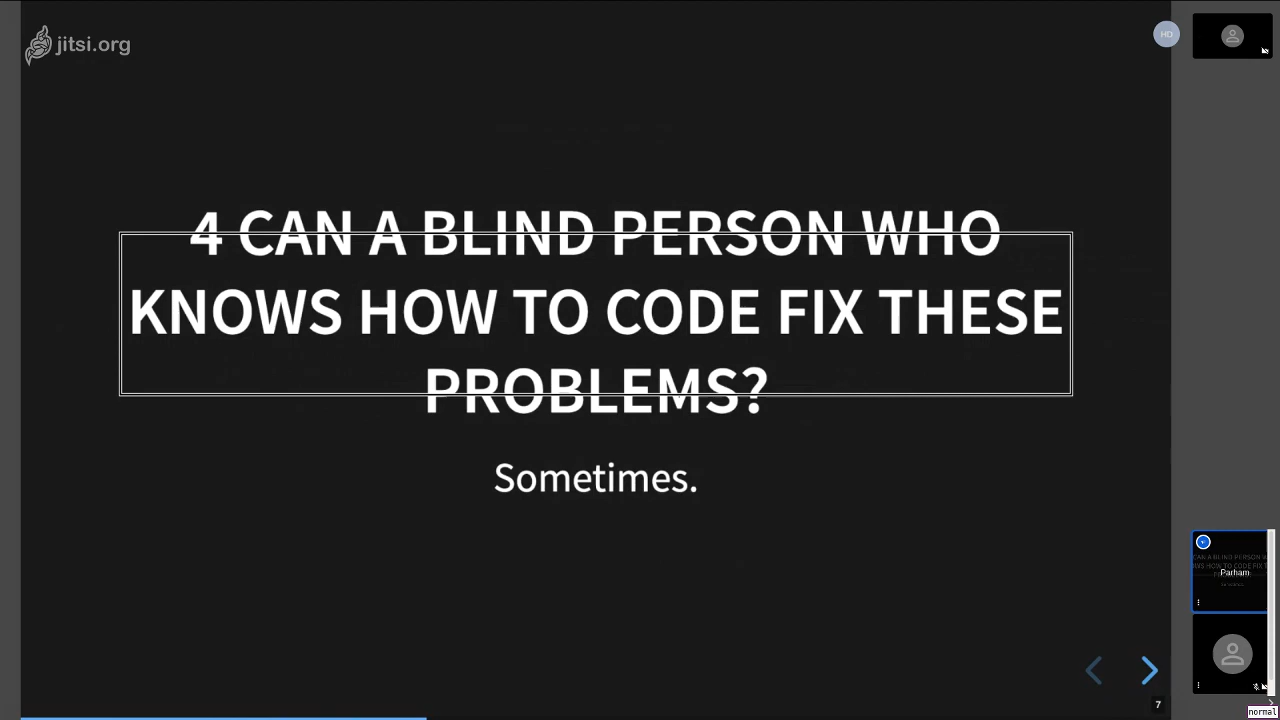 jitsi.org
HD
4 CAN A BLIND PERSON WHO
KNOWS HOW TO CODE FIX THESE
PROBLEMS?
Sometimes.
Parham
7
normal